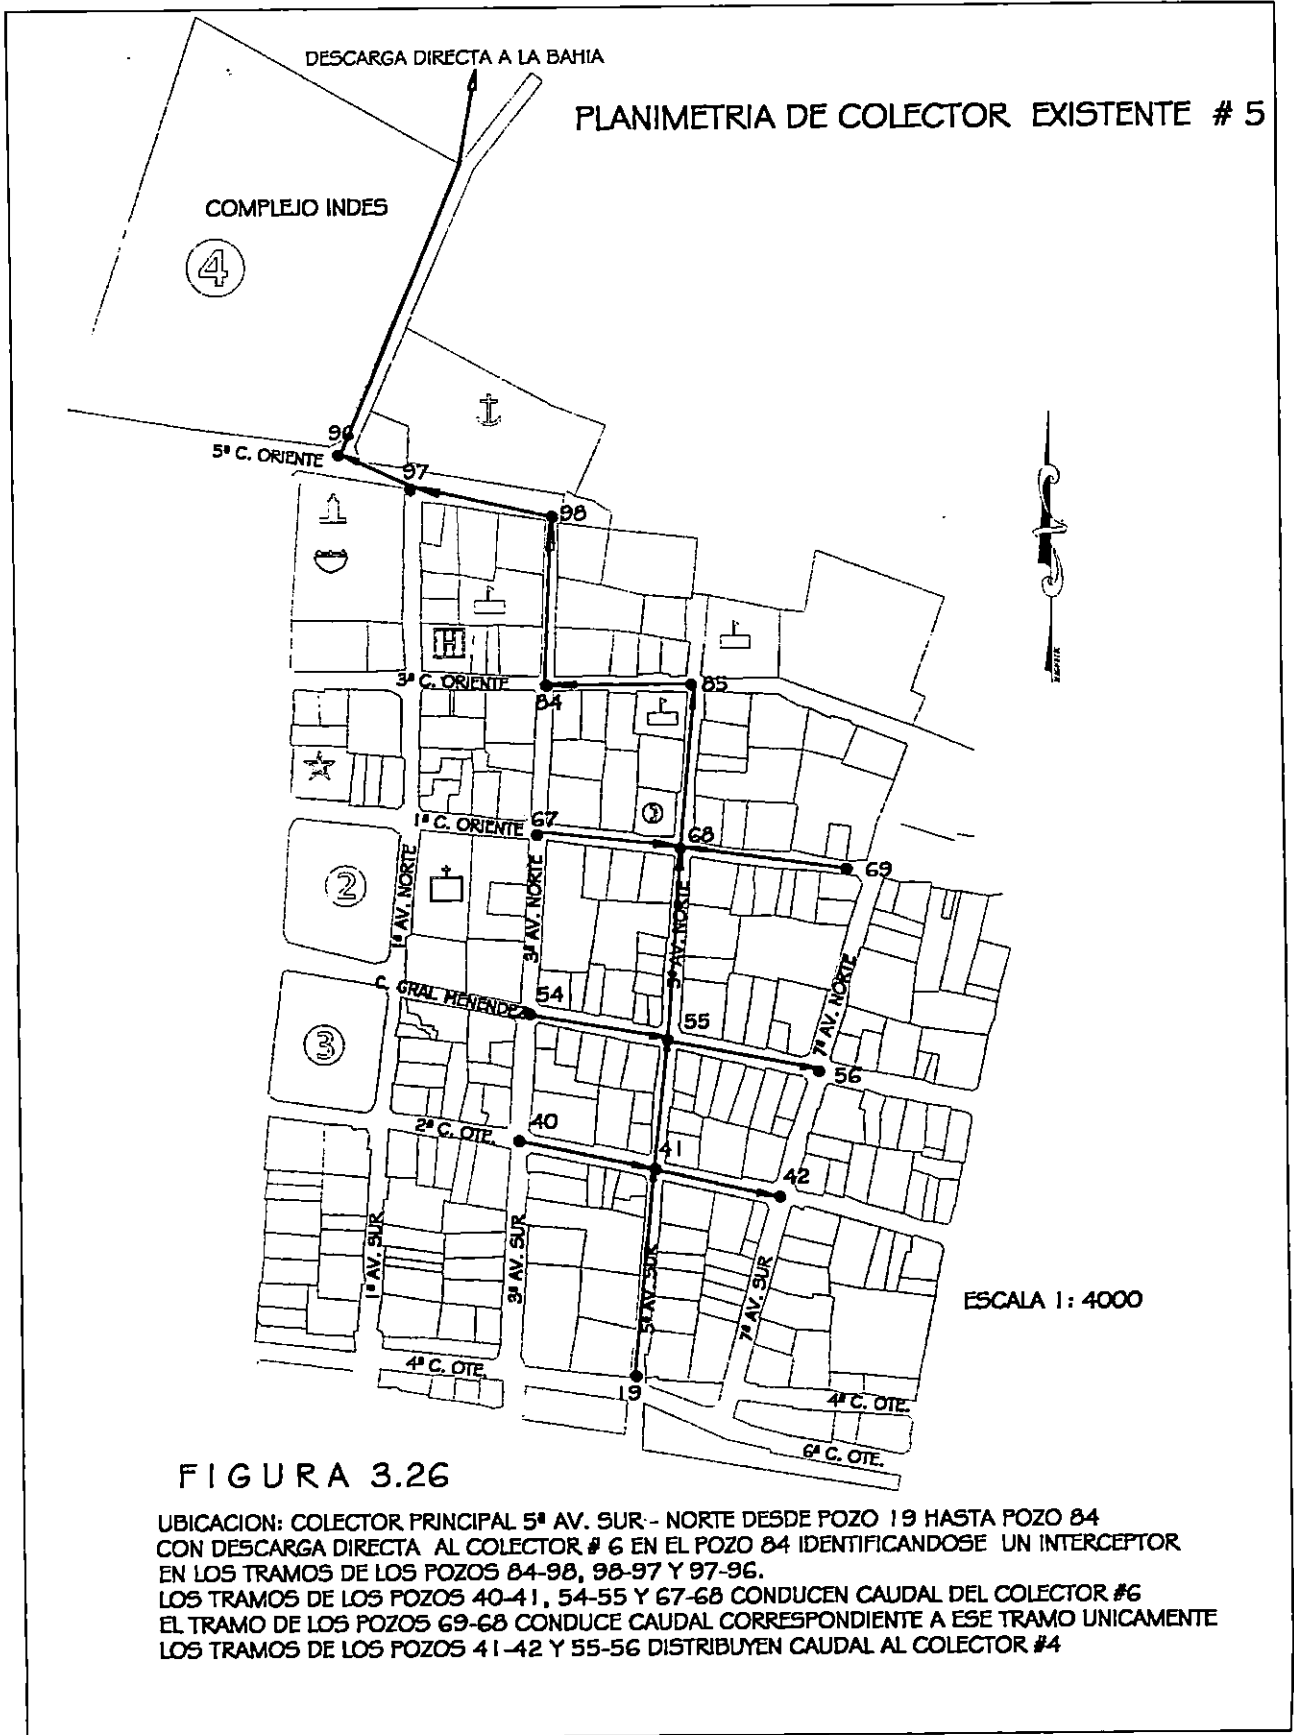 DESCARGA DIRECTA A LA BAHIA
PLANIMETRIA DE COLECTOR EXISTENTE # 5
COMPLEJO INDES
4
96
5ª C. ORIENTE
97
98
H
3ª C. ORIENTE
84
85
1ª C. ORIENTE
67
68
69
2
1ª AV. NORTE
3ª AV. NORTE
5ª AV. NORTE
7ª AV. NORTE
C. GRAL MENENDEZ
54
55
56
3
2ª C. OTE.
40
41
42
1ª AV. SUR
3ª AV. SUR
5ª AV. SUR
7ª AV. SUR
ESCALA 1: 4000
4ª C. OTE.
19
4ª C. OTE.
6ª C. OTE.
FIGURA 3.26
UBICACION: COLECTOR PRINCIPAL 5ª AV. SUR - NORTE DESDE POZO 19 HASTA POZO 84
CON DESCARGA DIRECTA AL COLECTOR # 6 EN EL POZO 84 IDENTIFICANDOSE UN INTERCEPTOR
EN LOS TRAMOS DE LOS POZOS 84-98, 98-97 Y 97-96.
LOS TRAMOS DE LOS POZOS 40-41, 54-55 Y 67-68 CONDUCEN CAUDAL DEL COLECTOR #6
EL TRAMO DE LOS POZOS 69-68 CONDUCE CAUDAL CORRESPONDIENTE A ESE TRAMO UNICAMENTE
LOS TRAMOS DE LOS POZOS 41-42 Y 55-56 DISTRIBUYEN CAUDAL AL COLECTOR #4